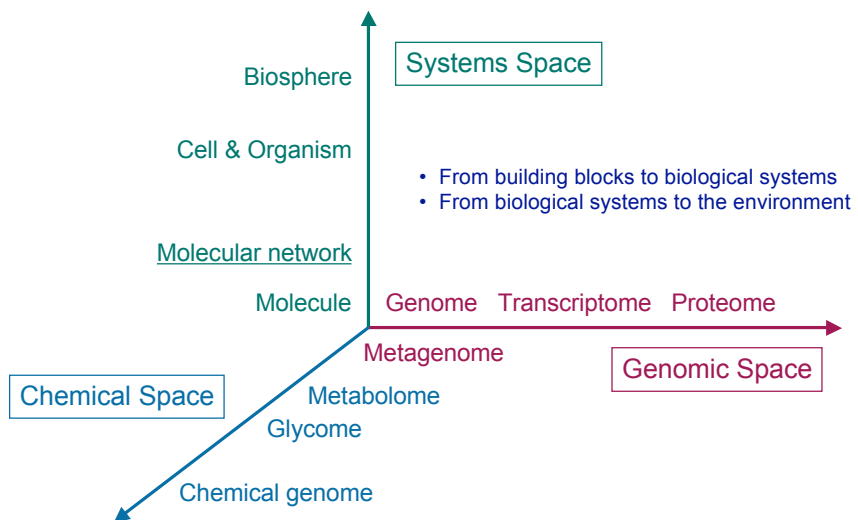 Systems Space
Biosphere
Cell & Organism
• From building blocks to biological systems
• From biological systems to the environment
Molecular network
Molecule
Genome Transcriptome Proteome
Metagenome
Genomic Space
Chemical Space
Metabolome
Glycome
Chemical genome